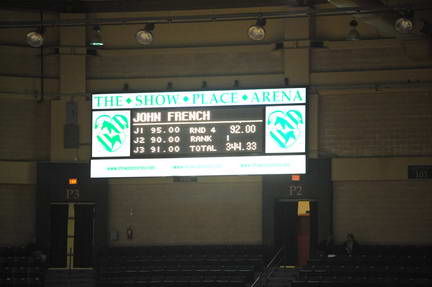 THE ◆ SHOW ◆ PLACE ◆ ARENA
JOHN FRENCH
J1 95.00 RND 4 92.00
J2 90.00 RANK 1
J3 91.00 TOTAL 344.33
P3
P2